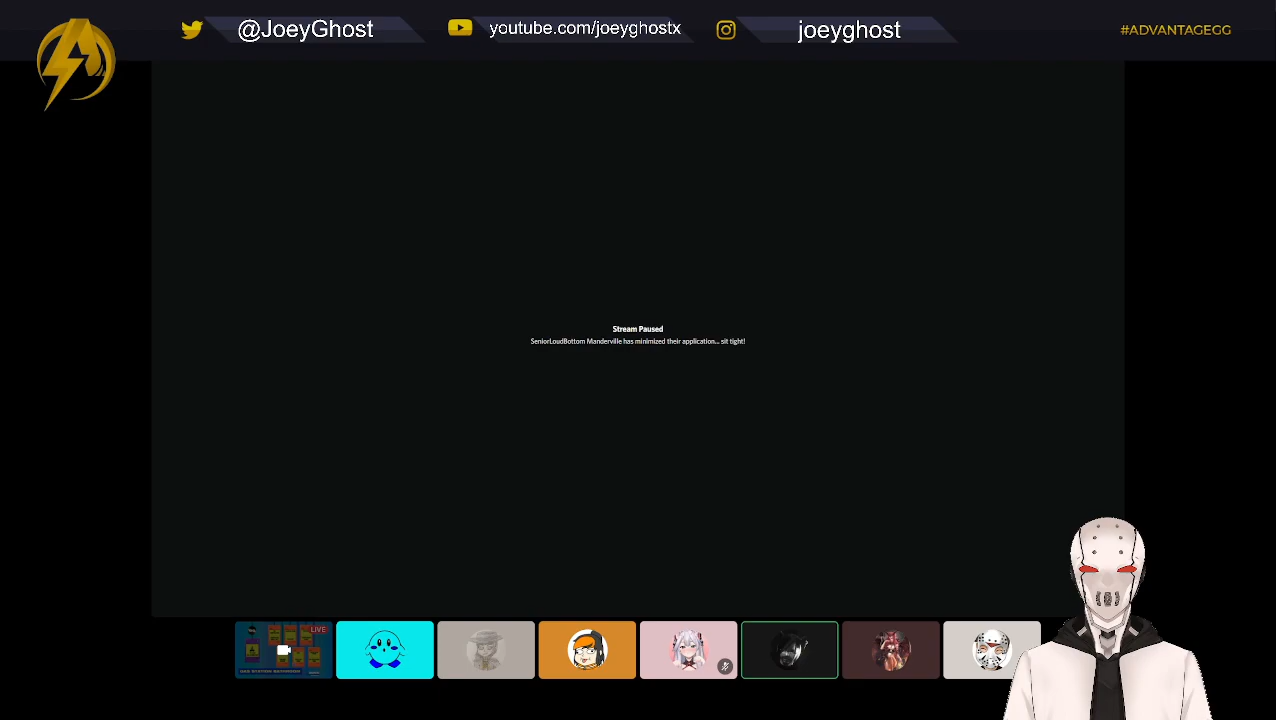 @JoeyGhost
youtube.com/joeyghostx
joeyghost
#ADVANTAGEGG
Stream Paused
SeniorLoudBottom Manderville has minimized their application... sit tight!
LIVE